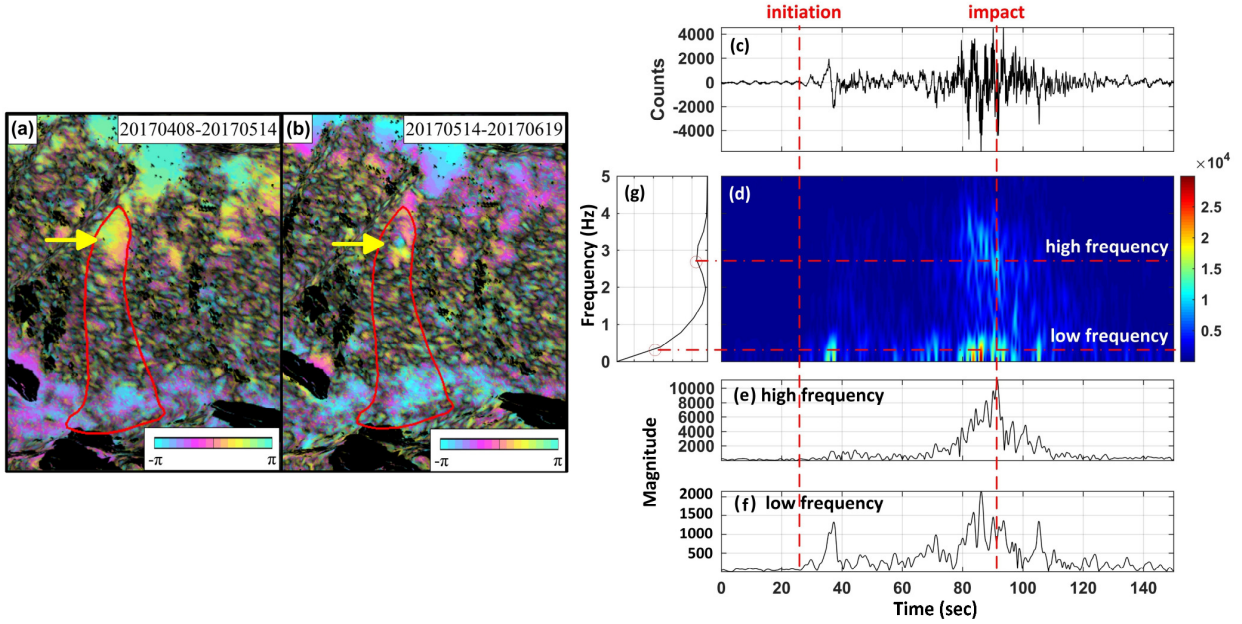 (a) 20170408-20170514
-π π
(b) 20170514-20170619
-π π
initiation impact
(c)
4000
2000
0
-2000
-4000
Counts
(g)
5
4
3
2
1
0
Frequency (Hz)
(d)
high frequency
low frequency
×10⁴
3
2.5
2
1.5
1
0.5
(e) high frequency
10000
8000
6000
4000
2000
Magnitude
(f) low frequency
2000
1500
1000
500
0 20 40 60 80 100 120 140
Time (sec)